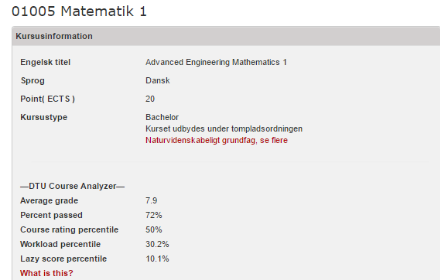 01005 Matematik 1
Kursusinformation
Engelsk titel Advanced Engineering Mathematics 1
Sprog Dansk
Point( ECTS ) 20
Kursustype Bachelor
Kurset udbydes under tompladsordningen
Naturvidenskabeligt grundfag, se flere
—DTU Course Analyzer—
Average grade 7.9
Percent passed 72%
Course rating percentile 50%
Workload percentile 30.2%
Lazy score percentile 10.1%
What is this?